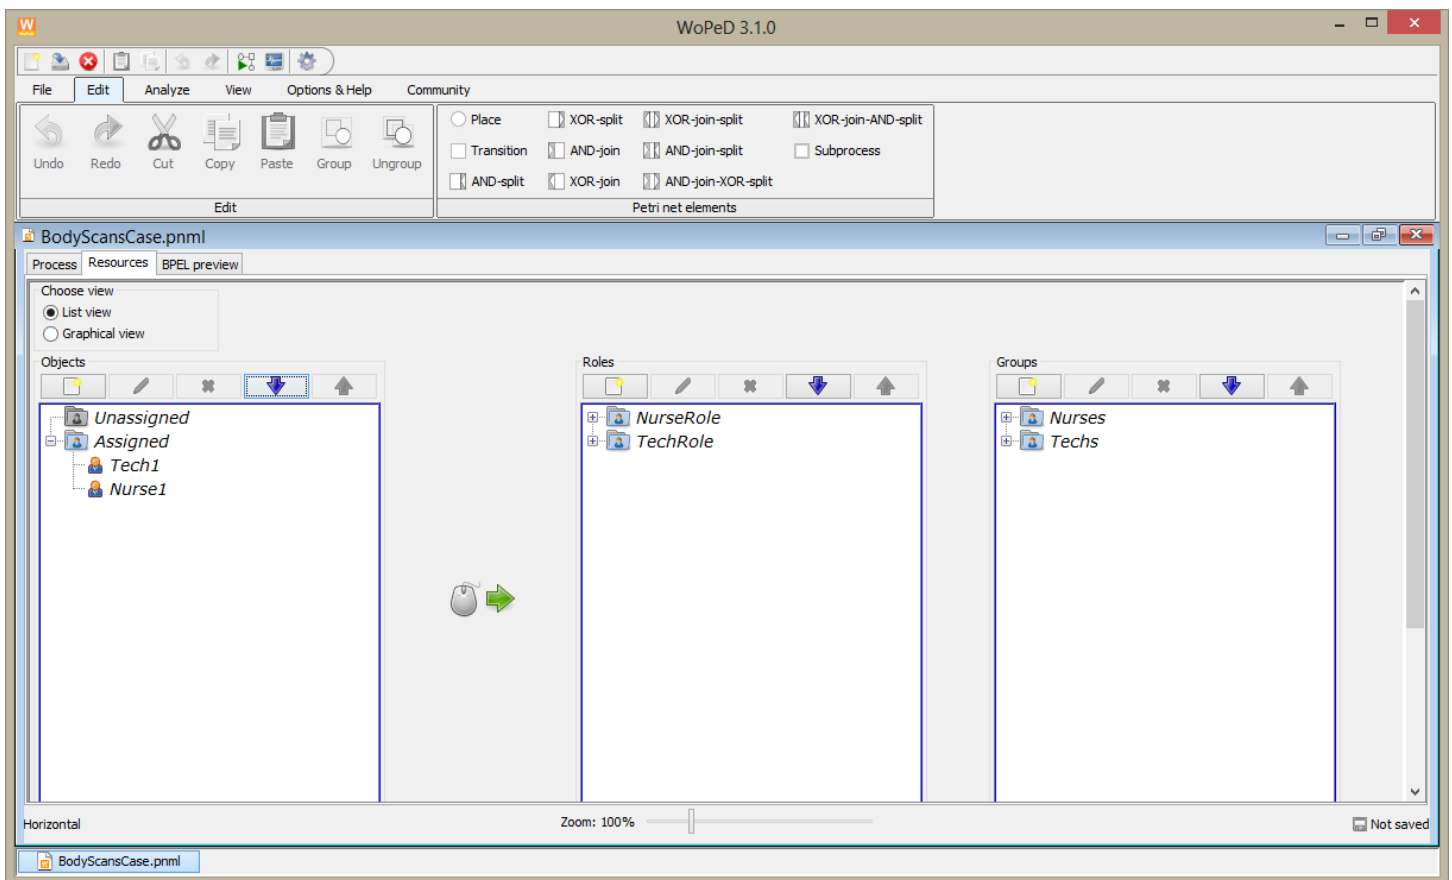 WoPeD 3.1.0
File Edit Analyze View Options & Help Community
Place XOR-split XOR-join-split XOR-join-AND-split
Transition AND-join AND-join-split Subprocess
Undo Redo Cut Copy Paste Group Ungroup
AND-split XOR-join AND-join-XOR-split
Edit Petri net elements
BodyScansCase.pnml
Process Resources BPEL preview
Choose view
List view
Graphical view
Objects Roles Groups
Unassigned NurseRole Nurses
Assigned TechRole Techs
Tech1
Nurse1
Horizontal Zoom: 100% Not saved
BodyScansCase.pnml